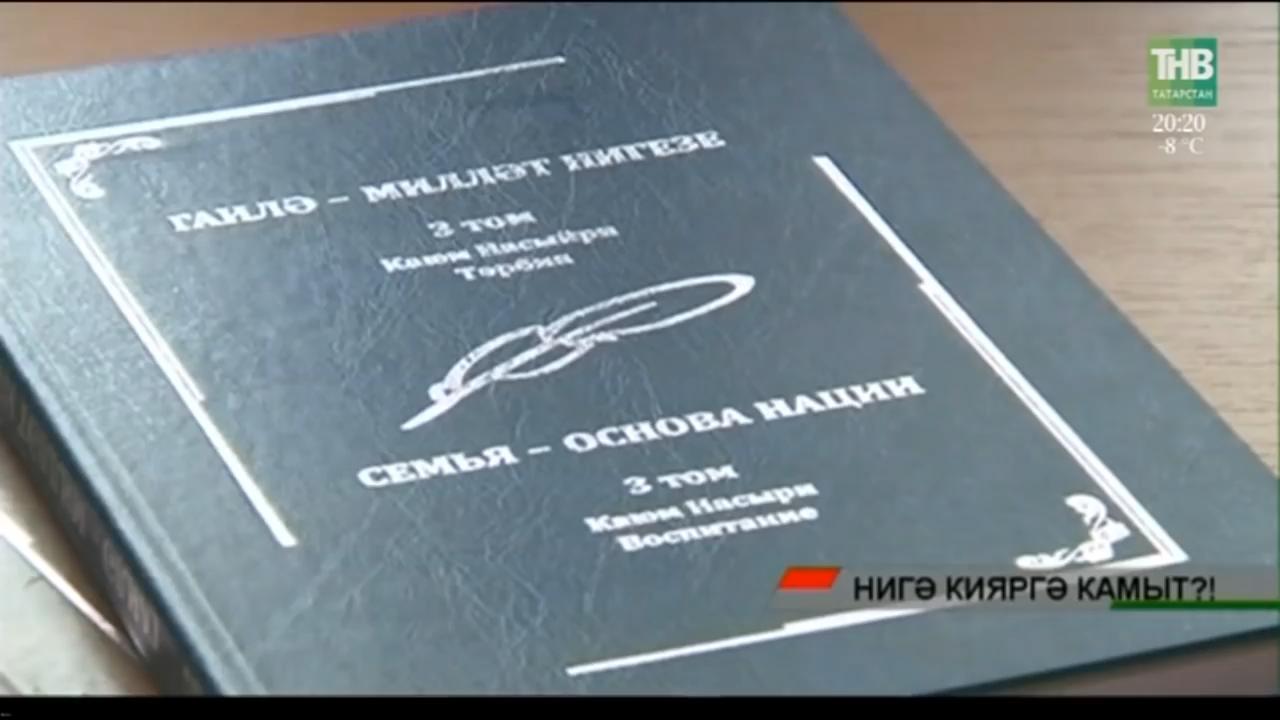 ТНВ
ТАТАРСТАН
20:20
-8 °C
ГАИЛӘ – МИЛЛӘТ НИГЕЗЕ
3 том
Каюм Насыйри
Тәрбия
СЕМЬЯ – ОСНОВА НАЦИИ
3 том
Каюм Насыри
Воспитание
НИГӘ КИЯРГӘ КАМЫТ?!